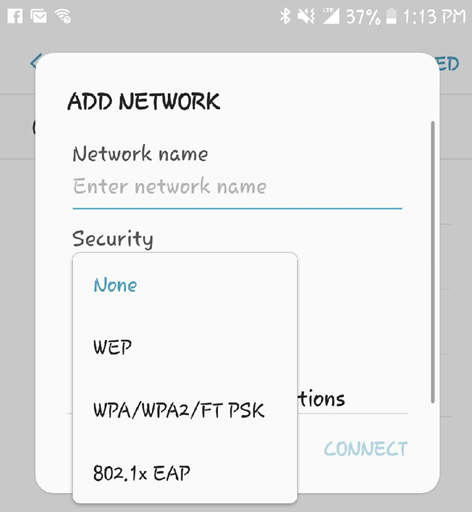 LTE 37% 1:13 PM
ED
ADD NETWORK
Network name
Enter network name
Security
None
WEP
WPA/WPA2/FT PSK
tions
802.1x EAP
CONNECT